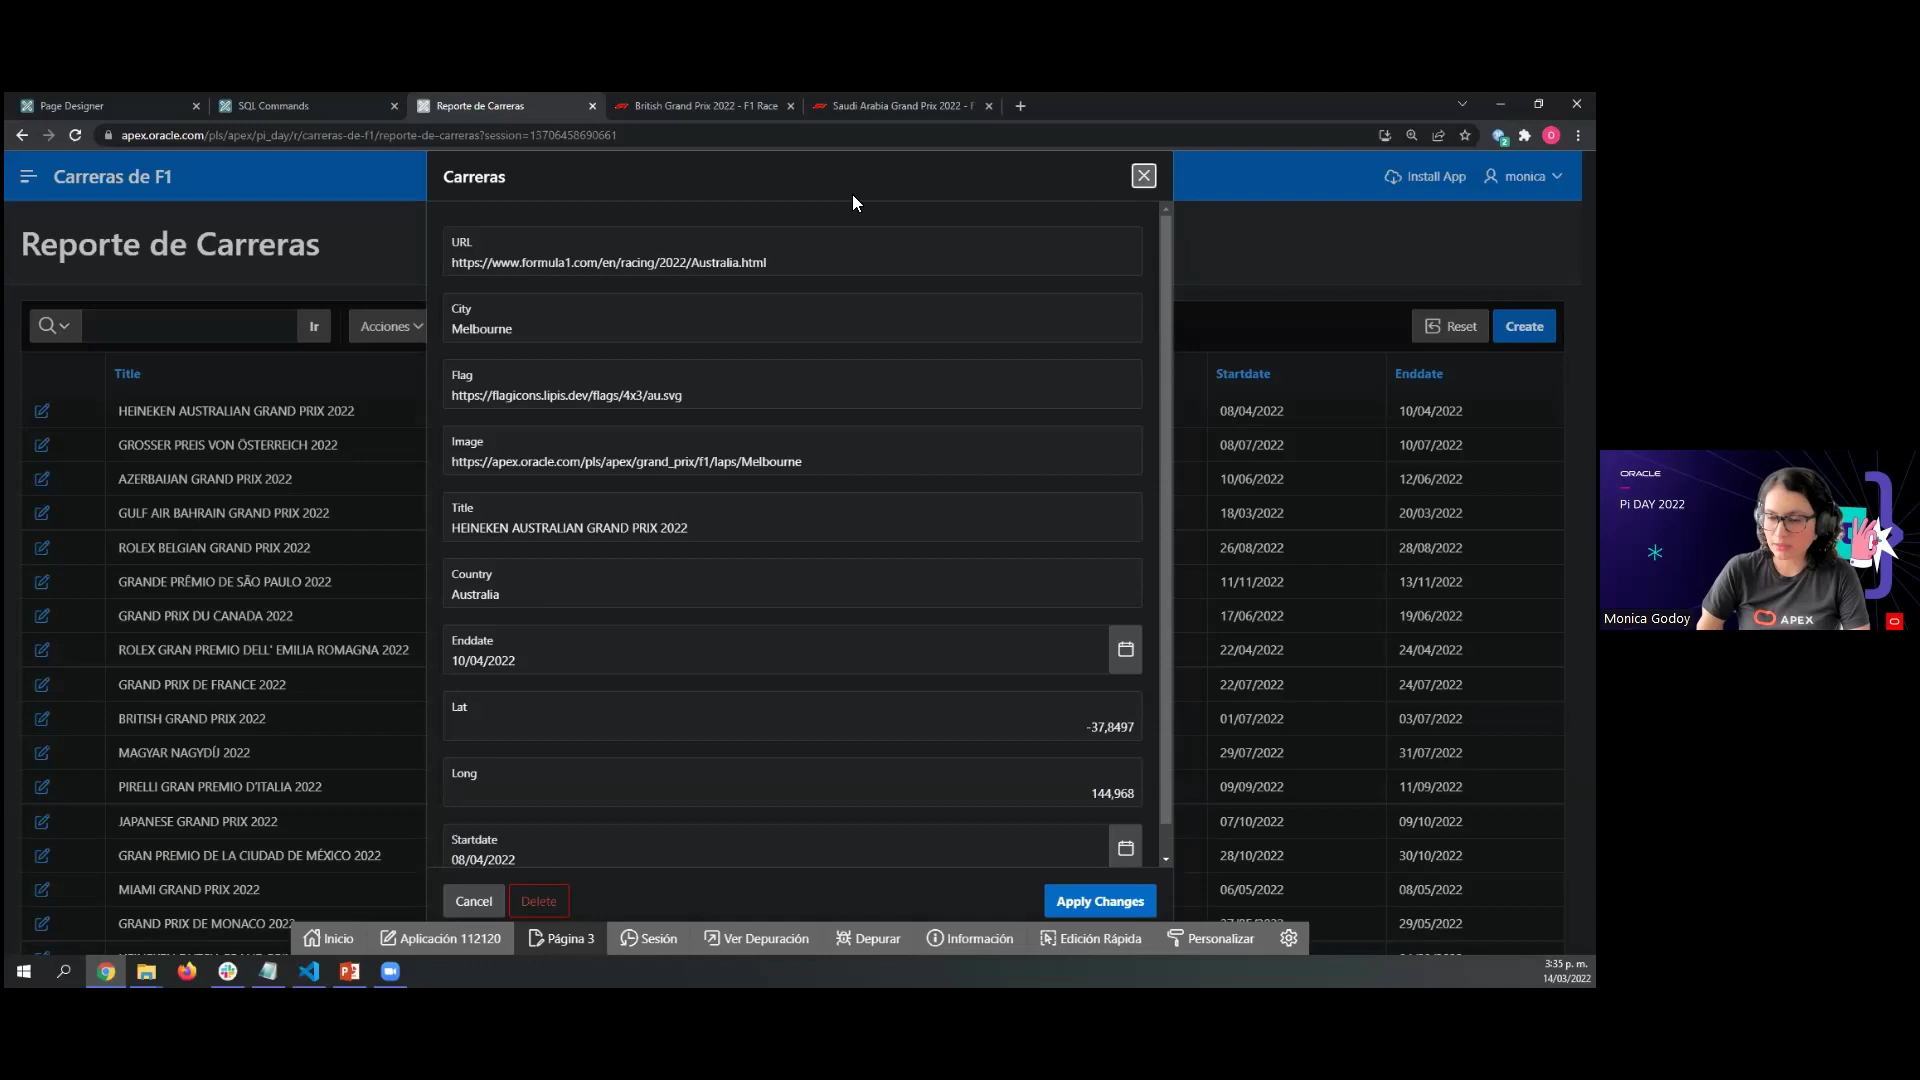 Page Designer
SQL Commands
Reporte de Carreras
British Grand Prix 2022 - F1 Race
Saudi Arabia Grand Prix 2022 - F
apex.oracle.com/pls/apex/pi_day/r/carreras-de-f1/reporte-de-carreras?session=13706458690661
2
O
Carreras de F1
Carreras
Install App
monica
Reporte de Carreras
Ir
Acciones
Reset
Create
Title
Startdate
Enddate
HEINEKEN AUSTRALIAN GRAND PRIX 2022
08/04/2022
10/04/2022
GROSSER PREIS VON ÖSTERREICH 2022
08/07/2022
10/07/2022
AZERBAIJAN GRAND PRIX 2022
10/06/2022
12/06/2022
GULF AIR BAHRAIN GRAND PRIX 2022
18/03/2022
20/03/2022
ROLEX BELGIAN GRAND PRIX 2022
26/08/2022
28/08/2022
GRANDE PRÊMIO DE SÃO PAULO 2022
11/11/2022
13/11/2022
GRAND PRIX DU CANADA 2022
17/06/2022
19/06/2022
ROLEX GRAN PREMIO DELL' EMILIA ROMAGNA 2022
22/04/2022
24/04/2022
GRAND PRIX DE FRANCE 2022
22/07/2022
24/07/2022
BRITISH GRAND PRIX 2022
01/07/2022
03/07/2022
MAGYAR NAGYDÍJ 2022
29/07/2022
31/07/2022
PIRELLI GRAN PREMIO D'ITALIA 2022
09/09/2022
11/09/2022
JAPANESE GRAND PRIX 2022
07/10/2022
09/10/2022
GRAN PREMIO DE LA CIUDAD DE MÉXICO 2022
28/10/2022
30/10/2022
MIAMI GRAND PRIX 2022
06/05/2022
08/05/2022
GRAND PRIX DE MONACO 2022
29/05/2022
URL
https://www.formula1.com/en/racing/2022/Australia.html
City
Melbourne
Flag
https://flagicons.lipis.dev/flags/4x3/au.svg
Image
https://apex.oracle.com/pls/apex/grand_prix/f1/laps/Melbourne
Title
HEINEKEN AUSTRALIAN GRAND PRIX 2022
Country
Australia
Enddate
10/04/2022
Lat
-37,8497
Long
144,968
Startdate
08/04/2022
Cancel
Delete
Apply Changes
Inicio
Aplicación 112120
Página 3
Sesión
Ver Depuración
Depurar
Información
Edición Rápida
Personalizar
3:35 p. m.
14/03/2022
ORACLE
Pi DAY 2022
APEX
Monica Godoy